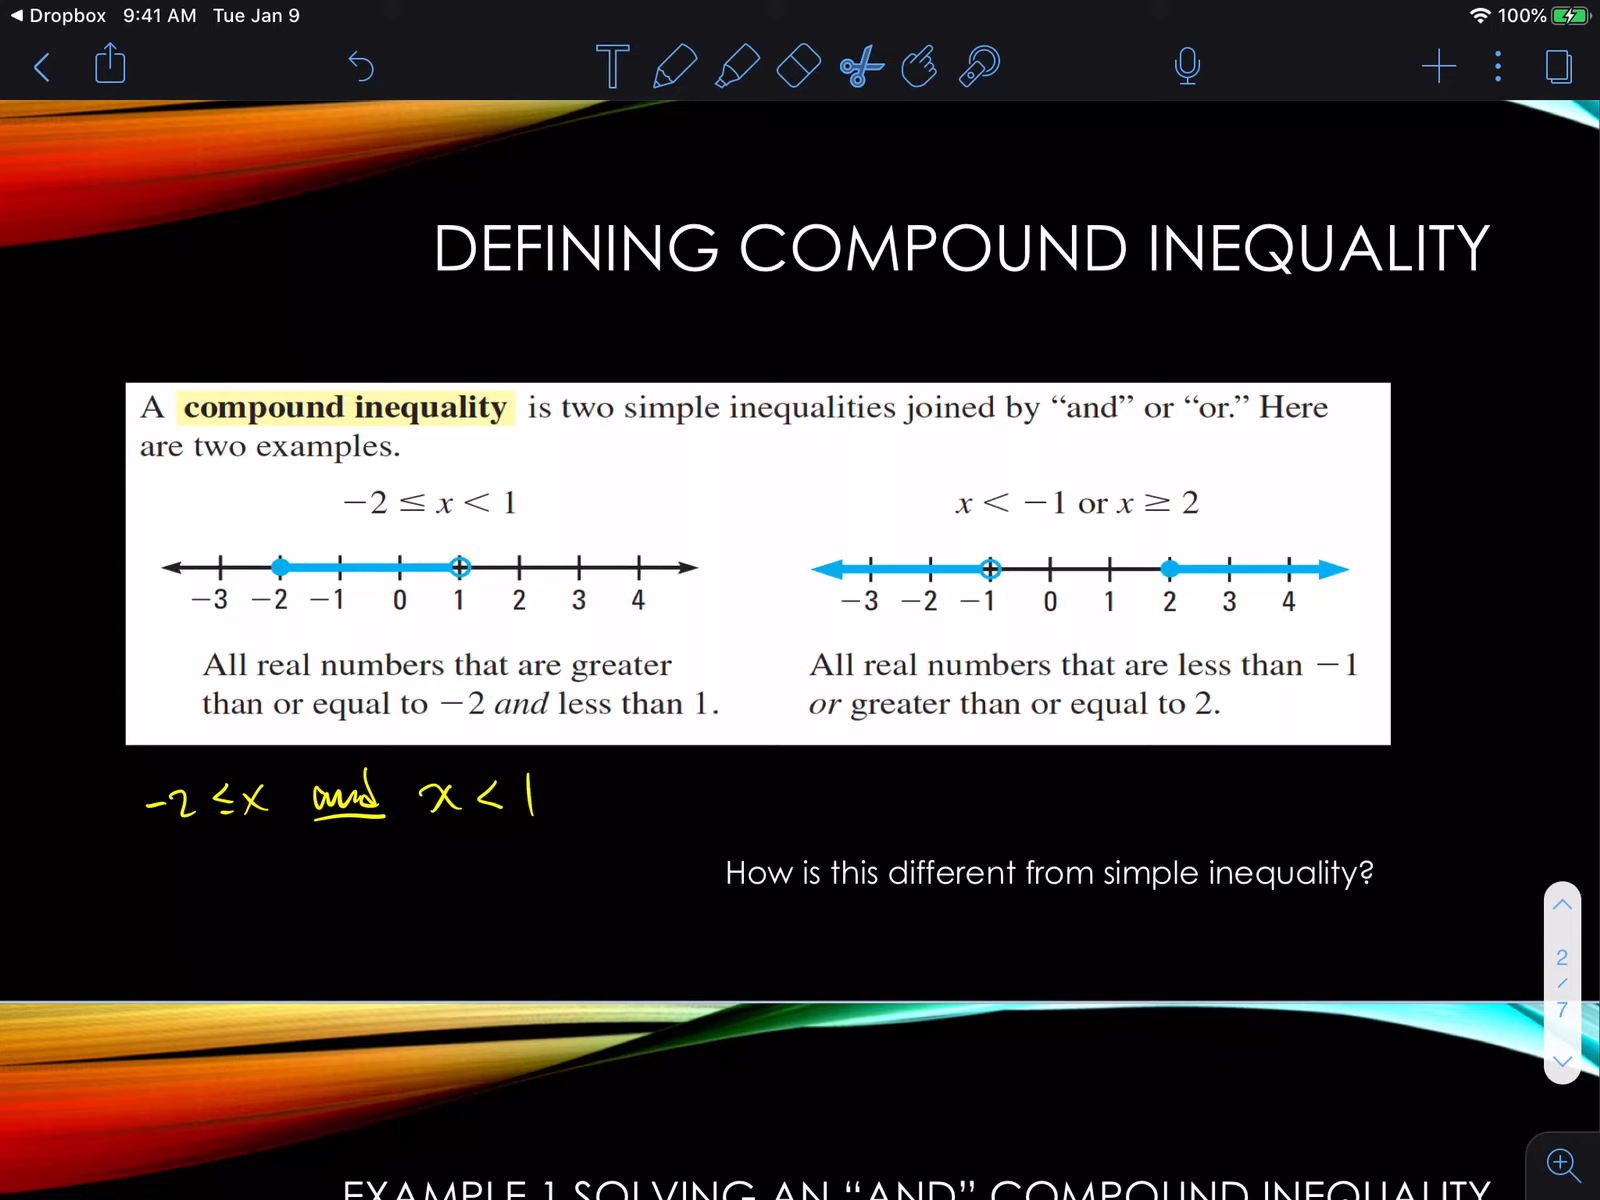 Dropbox 9:41 AM Tue Jan 9 100%
T
DEFINING COMPOUND INEQUALITY
A compound inequality is two simple inequalities joined by “and” or “or.” Here
are two examples.
−2 ≤ x < 1
−3 −2 −1 0 1 2 3 4
All real numbers that are greater
than or equal to −2 and less than 1.
x < −1 or x ≥ 2
−3 −2 −1 0 1 2 3 4
All real numbers that are less than −1
or greater than or equal to 2.
-2 ≤ x and x < 1
How is this different from simple inequality?
2
/
7
EXAMPLE 1 SOLVING AN “AND” COMPOUND INEQUALITY